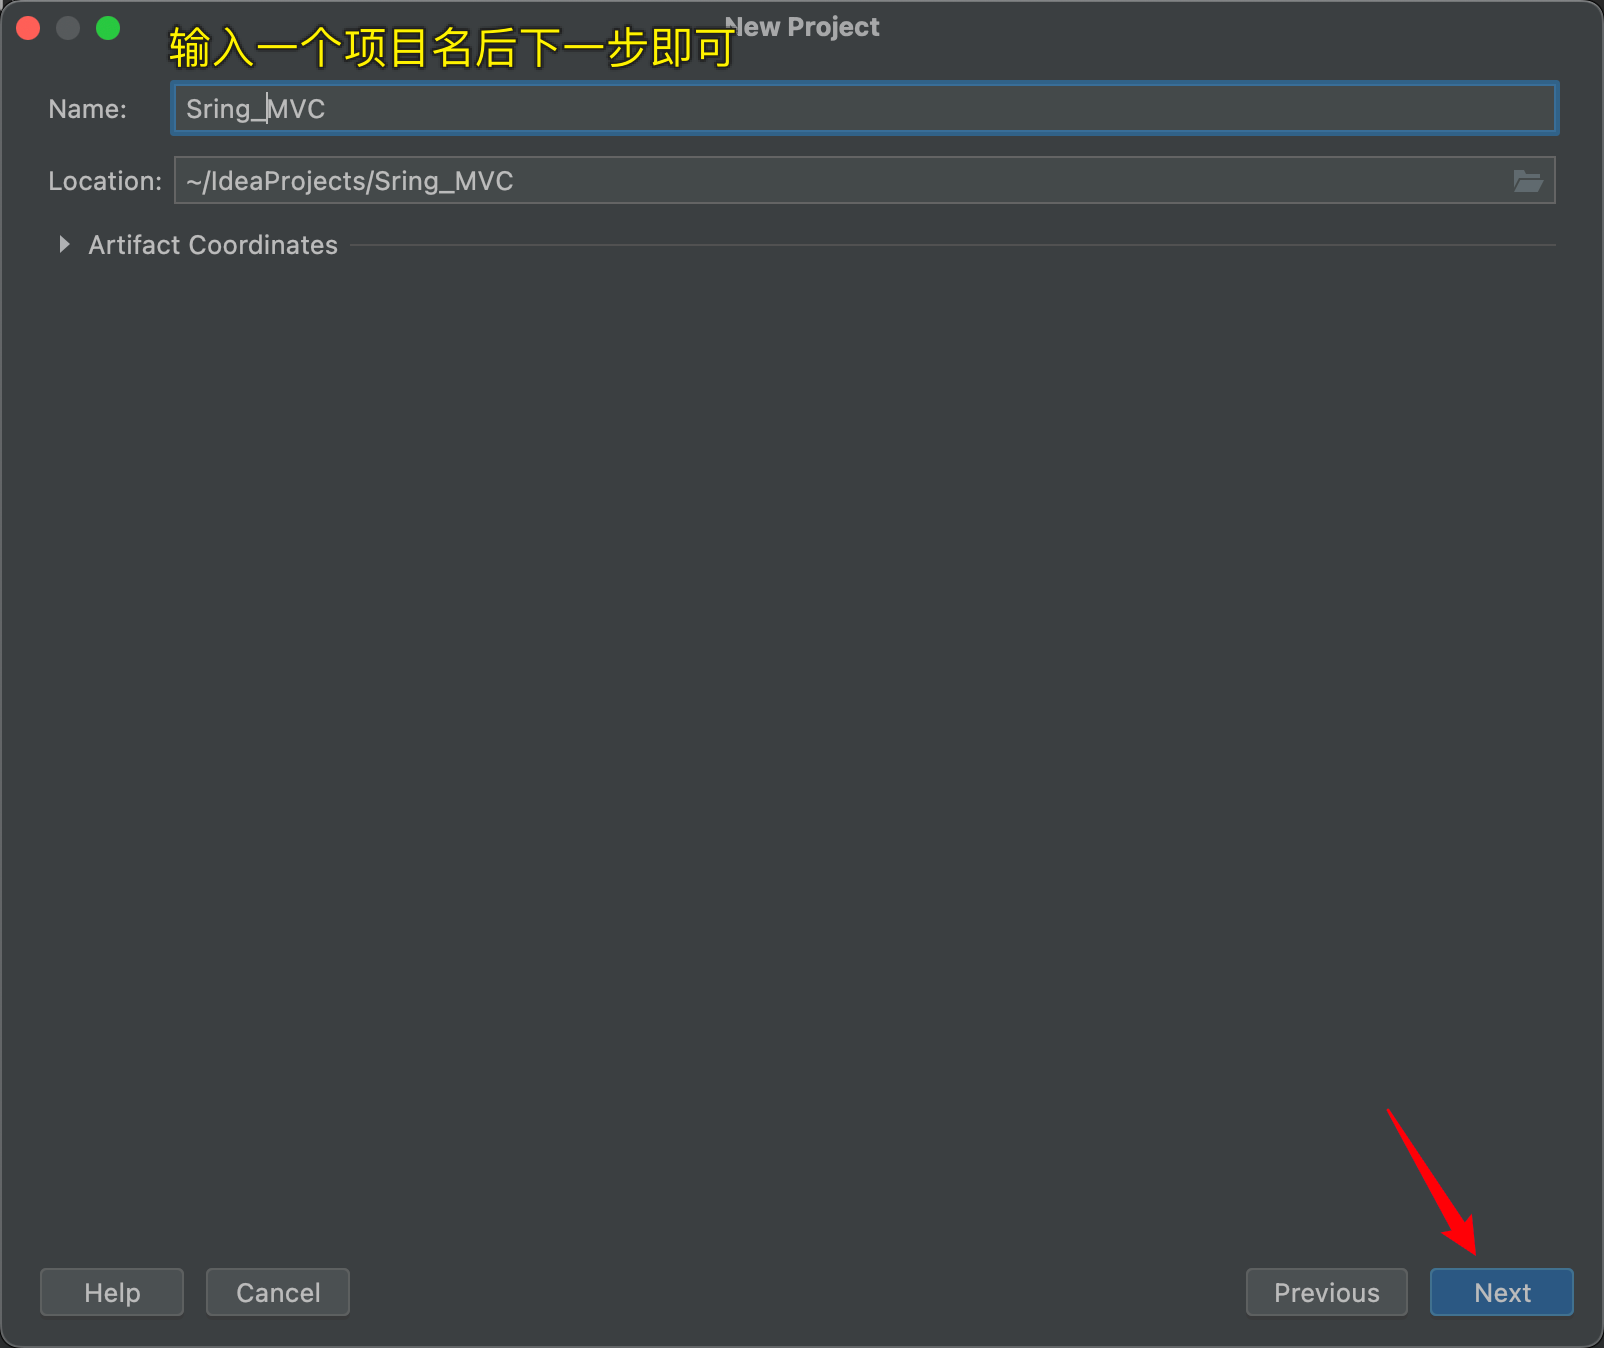 输入一个项目名后下一步即可
New Project
Name: Sring_MVC
Location: ~/IdeaProjects/Sring_MVC
Artifact Coordinates
Help Cancel Previous Next